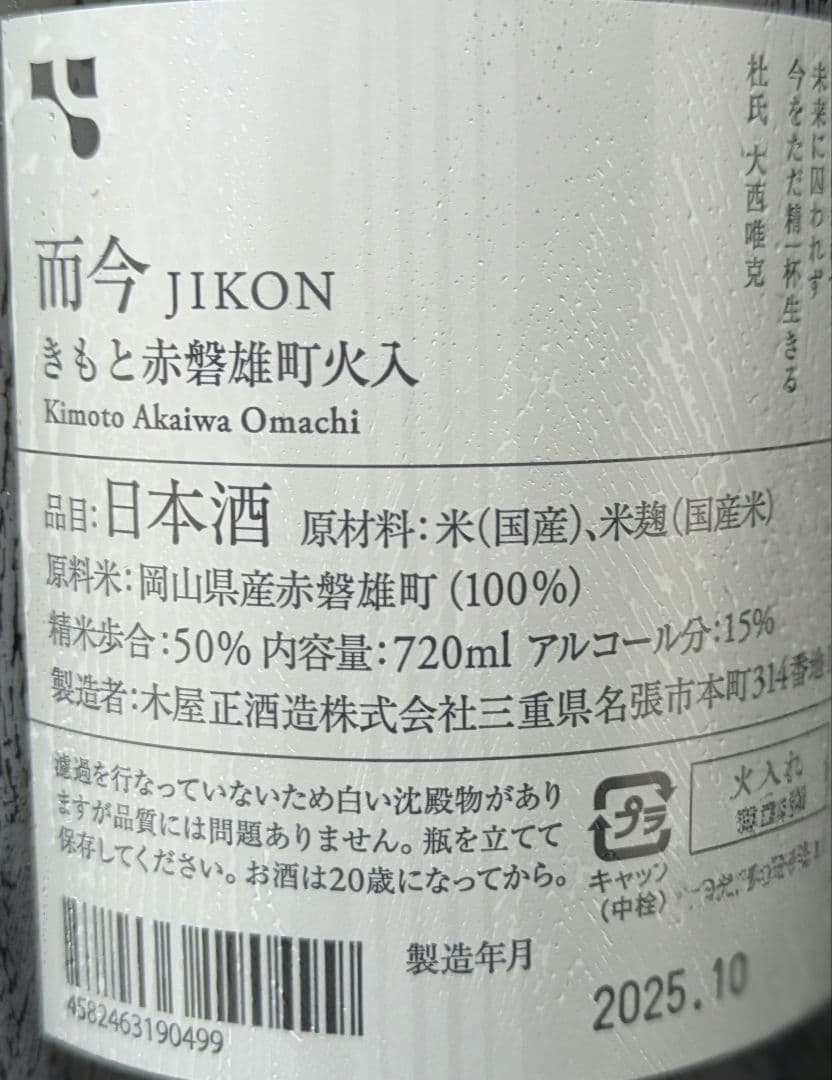 未来に囚われず
今をただ精一杯生きる
杜氏 大西唯克
而今 JIKON
きもと赤磐雄町火入
Kimoto Akaiwa Omachi
品目:日本酒 原材料:米(国産)、米麹(国産米)
原料米:岡山県産赤磐雄町 (100%)
精米歩合:50% 内容量:720ml アルコール分:15%
製造者:木屋正酒造株式会社三重県名張市本町314番地
濾過を行なっていないため白い沈殿物があり
ますが品質には問題ありません。瓶を立てて
保存してください。お酒は20歳になってから。
プラ
キャップ
(中栓)
火入れ
製造年月
2025.10
4582463190499